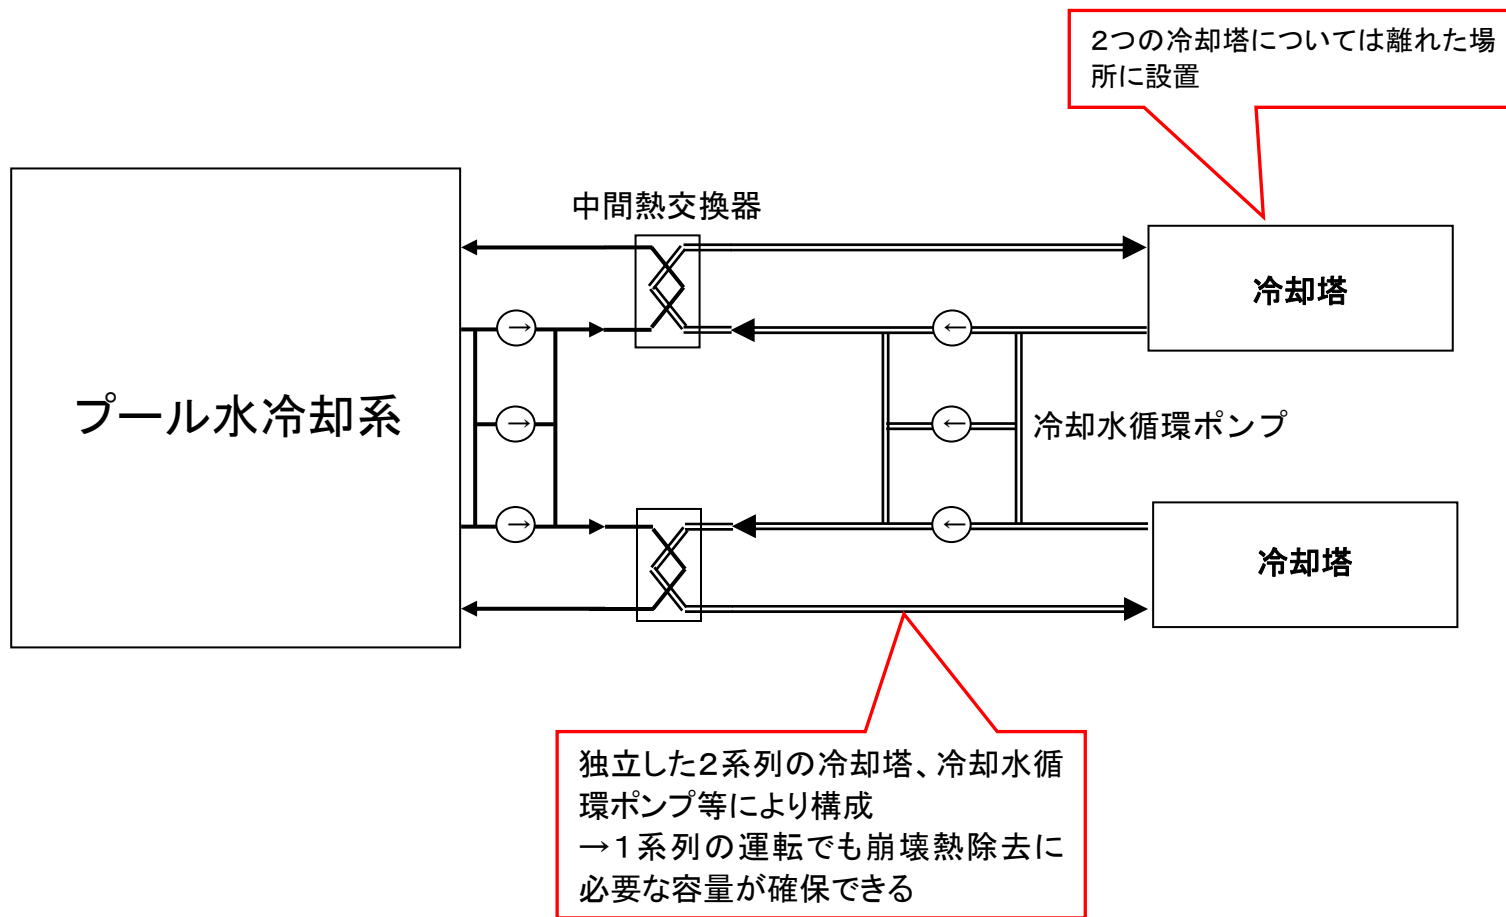 2つの冷却塔については離れた場
所に設置
中間熱交換器
冷却塔
→
←
プール水冷却系
→
←
冷却水循環ポンプ
→
←
冷却塔
独立した2系列の冷却塔、冷却水循
環ポンプ等により構成
→1系列の運転でも崩壊熱除去に
必要な容量が確保できる